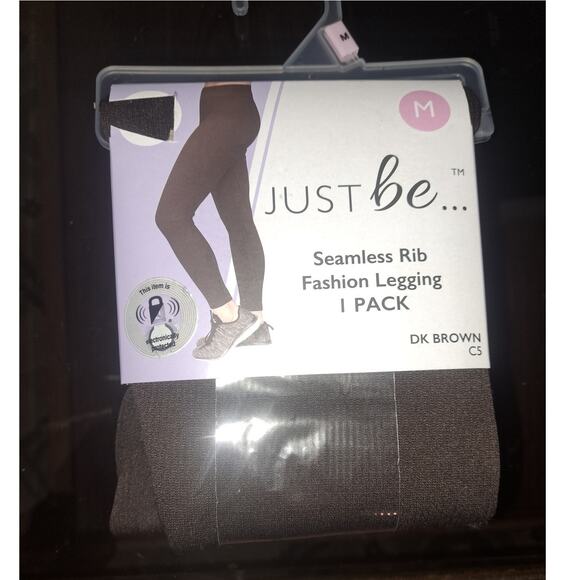 M
M
JUST be...™
Seamless Rib
Fashion Legging
1 PACK
DK BROWN
C5
This item is
electronically
protected